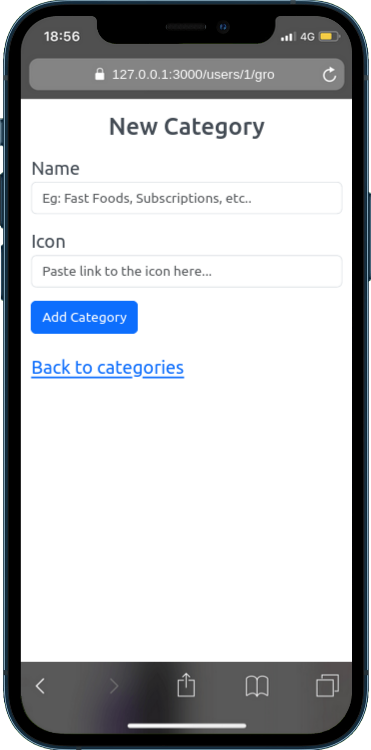 18:56
4G
127.0.0.1:3000/users/1/gro
New Category
Name
Eg: Fast Foods, Subscriptions, etc..
Icon
Paste link to the icon here...
Add Category
Back to categories